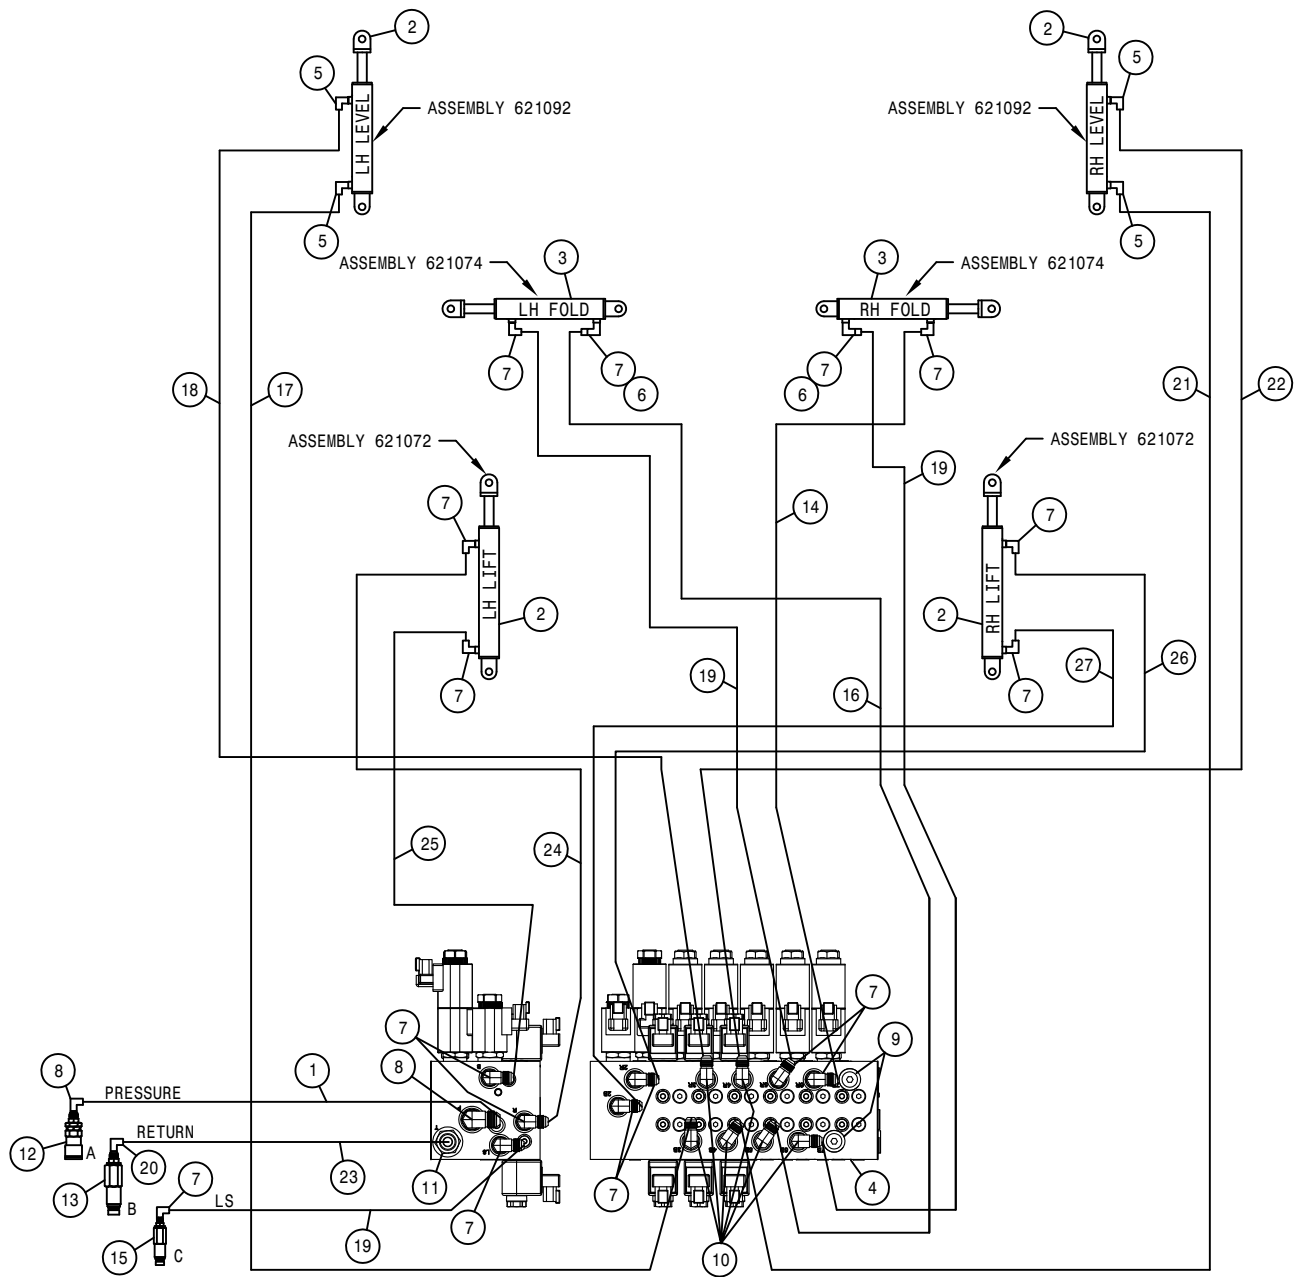 2
2
5
5
ASSEMBLY 621092
ASSEMBLY 621092
LH LEVEL
RH LEVEL
5
5
ASSEMBLY 621074
3
3
ASSEMBLY 621074
LH FOLD
RH FOLD
7
7
6
7
6
7
18
17
21
22
ASSEMBLY 621072
ASSEMBLY 621072
19
7
14
7
LH LIFT
RH LIFT
2
2
7
7
19
16
27
26
25
24
7
7
8
9
8
PRESSURE
1
RETURN
12
A
20
23
11
13
B
7
LS
7
7
4
15
C
19
10